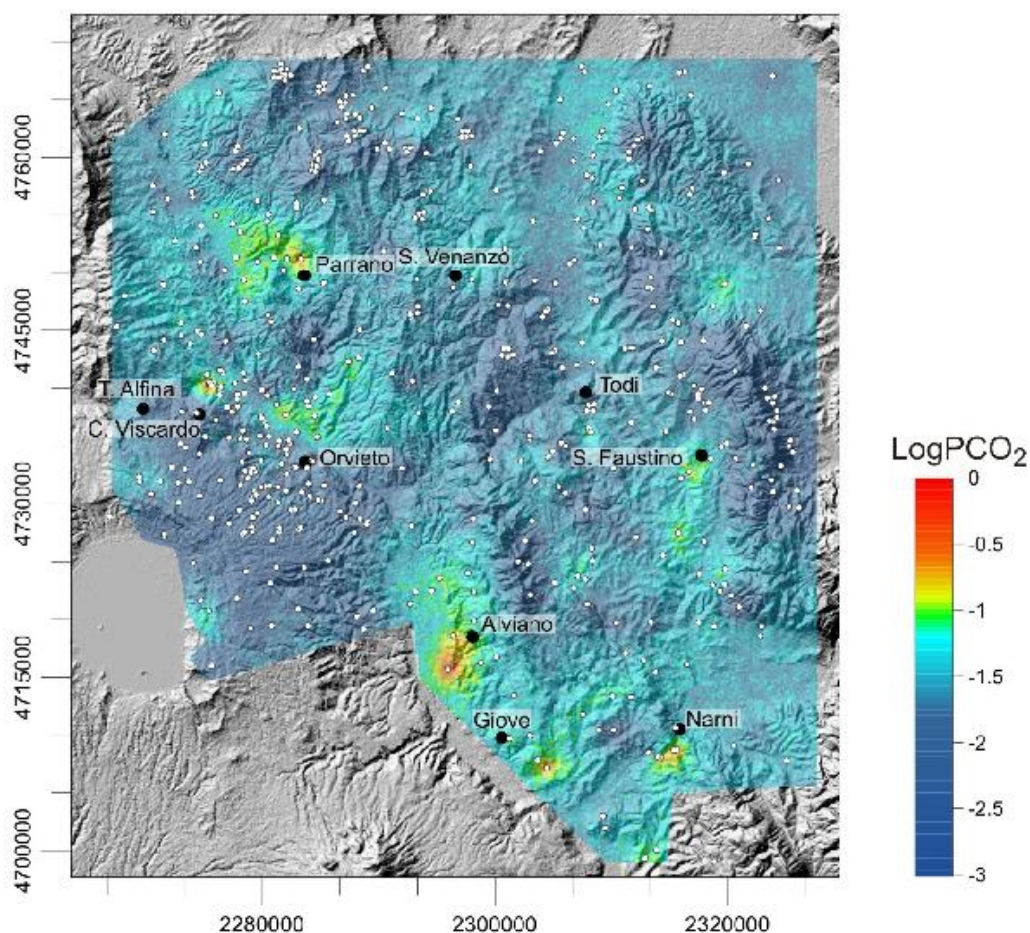 4760000
4745000
4730000
4715000
4700000
2280000
2300000
2320000
Parrano
S. Venanzo
T. Alfina
C. Viscardo
Orvieto
Todi
S. Faustino
Alviano
Giove
Narni
LogPCO₂
0
-0.5
-1
-1.5
-2
-2.5
-3